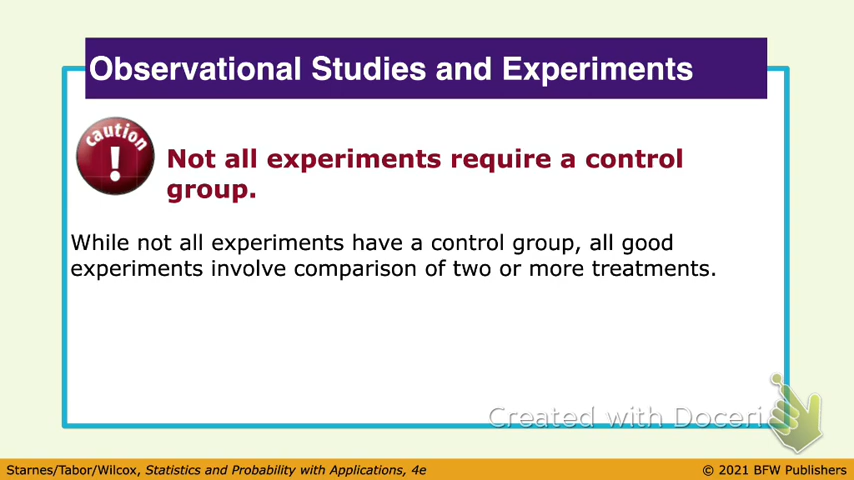 Observational Studies and Experiments
caution
!
Not all experiments require a control
group.
While not all experiments have a control group, all good
experiments involve comparison of two or more treatments.
Created with Doceri
Starnes/Tabor/Wilcox, Statistics and Probability with Applications, 4e
© 2021 BFW Publishers